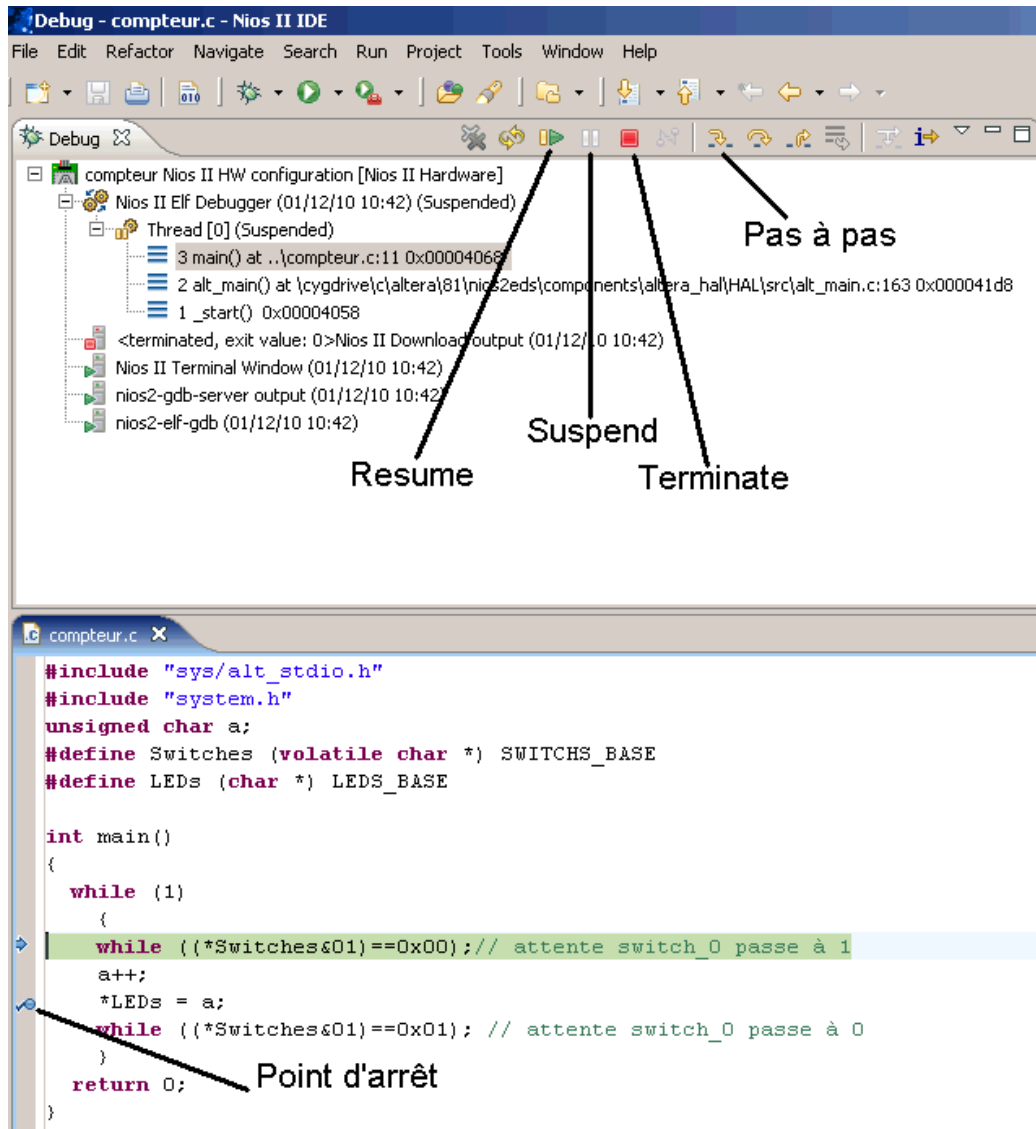 Debug - compteur.c - Nios II IDE
File Edit Refactor Navigate Search Run Project Tools Window Help
Debug
compteur Nios II HW configuration [Nios II Hardware]
Nios II Elf Debugger (01/12/10 10:42) (Suspended)
Thread [0] (Suspended)
3 main() at ..\compteur.c:11 0x00004068
2 alt_main() at \cygdrive\c\altera\81\nios2eds\components\altera_hal\HAL\src\alt_main.c:163 0x000041d8
1 _start() 0x00004058
<terminated, exit value: 0>Nios II Download output (01/12/10 10:42)
Nios II Terminal Window (01/12/10 10:42)
nios2-gdb-server output (01/12/10 10:42)
nios2-elf-gdb (01/12/10 10:42)
Pas à pas
Suspend
Resume
Terminate
compteur.c
#include "sys/alt_stdio.h"
#include "system.h"
unsigned char a;
#define Switches (volatile char *) SWITCHS_BASE
#define LEDs (char *) LEDS_BASE
int main()
{
while (1)
{
while ((*Switches&01)==0x00);// attente switch_0 passe à 1
a++;
*LEDs = a;
while ((*Switches&01)==0x01); // attente switch_0 passe à 0
}
return 0;
}
Point d'arrêt